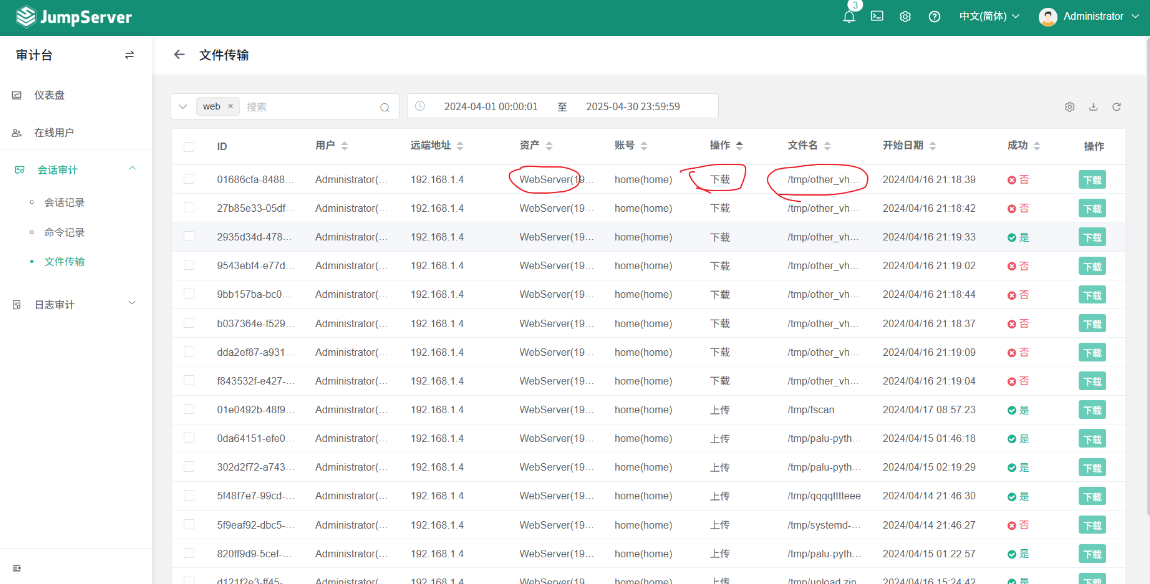 JumpServer
3
中文(简体)
Administrator
审计台
文件传输
仪表盘
在线用户
会话审计
会话记录
命令记录
文件传输
日志审计
web × 搜索
2024-04-01 00:00:01 至 2025-04-30 23:59:59
ID 用户 远端地址 资产 账号 操作 文件名 开始日期 成功 操作
01686cfa-8488... Administrator(... 192.168.1.4 WebServer(19... home(home) 下载 /tmp/other_vh... 2024/04/16 21:18:39 否 下载
27b85e33-05df... Administrator(... 192.168.1.4 WebServer(19... home(home) 下载 /tmp/other_vh... 2024/04/16 21:18:42 否 下载
2935d34d-478... Administrator(... 192.168.1.4 WebServer(19... home(home) 下载 /tmp/other_vh... 2024/04/16 21:19:33 是 下载
9543ebf4-e77d... Administrator(... 192.168.1.4 WebServer(19... home(home) 下载 /tmp/other_vh... 2024/04/16 21:19:02 否 下载
9bb157ba-bc0... Administrator(... 192.168.1.4 WebServer(19... home(home) 下载 /tmp/other_vh... 2024/04/16 21:18:44 否 下载
b037364e-f529... Administrator(... 192.168.1.4 WebServer(19... home(home) 下载 /tmp/other_vh... 2024/04/16 21:18:37 否 下载
dda2ef87-a931... Administrator(... 192.168.1.4 WebServer(19... home(home) 下载 /tmp/other_vh... 2024/04/16 21:19:09 否 下载
f843532f-e427-... Administrator(... 192.168.1.4 WebServer(19... home(home) 下载 /tmp/other_vh... 2024/04/16 21:19:04 否 下载
01e0492b-48f9... Administrator(... 192.168.1.4 WebServer(19... home(home) 上传 /tmp/fscan 2024/04/17 08:57:23 是 下载
0da64151-efe0... Administrator(... 192.168.1.4 WebServer(19... home(home) 上传 /tmp/palu-pyth... 2024/04/15 01:46:18 是 下载
302d2f72-a743... Administrator(... 192.168.1.4 WebServer(19... home(home) 上传 /tmp/palu-pyth... 2024/04/15 02:19:29 是 下载
5f48f7e7-99cd-... Administrator(... 192.168.1.4 WebServer(19... home(home) 上传 /tmp/qqqqtttleee 2024/04/14 21:46:30 是 下载
5f9eaf92-dbc5-... Administrator(... 192.168.1.4 WebServer(19... home(home) 上传 /tmp/systemd-... 2024/04/14 21:46:27 否 下载
820ff9d9-5cef-... Administrator(... 192.168.1.4 WebServer(19... home(home) 上传 /tmp/palu-pyth... 2024/04/15 01:22:57 是 下载
d121f2e3-ff45-... Administrator(... 192.168.1.4 WebServer(19... home(home) 上传 /tmp/upload.zip 2024/04/16 15:24:42 是 下载